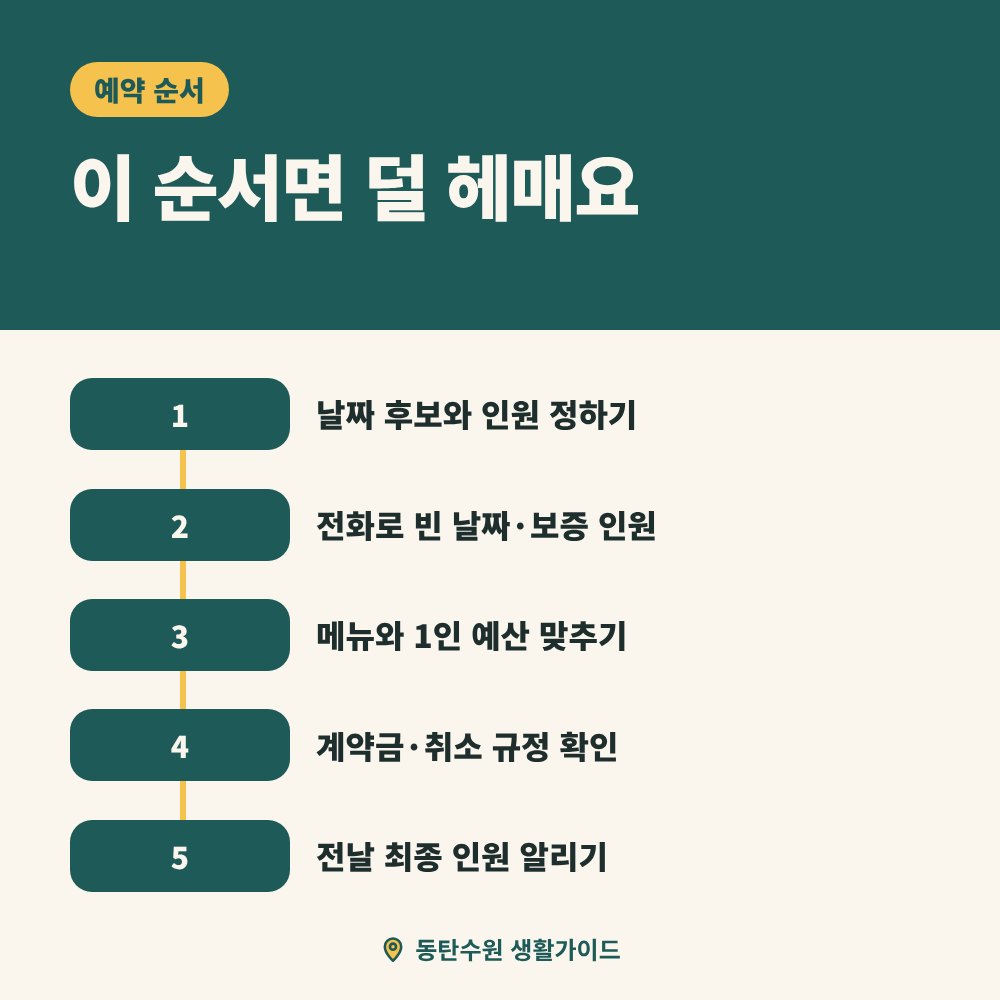 예약 순서
이 순서면 덜 헤매요
1 날짜 후보와 인원 정하기
2 전화로 빈 날짜·보증 인원
3 메뉴와 1인 예산 맞추기
4 계약금·취소 규정 확인
5 전날 최종 인원 알리기
동탄수원 생활가이드